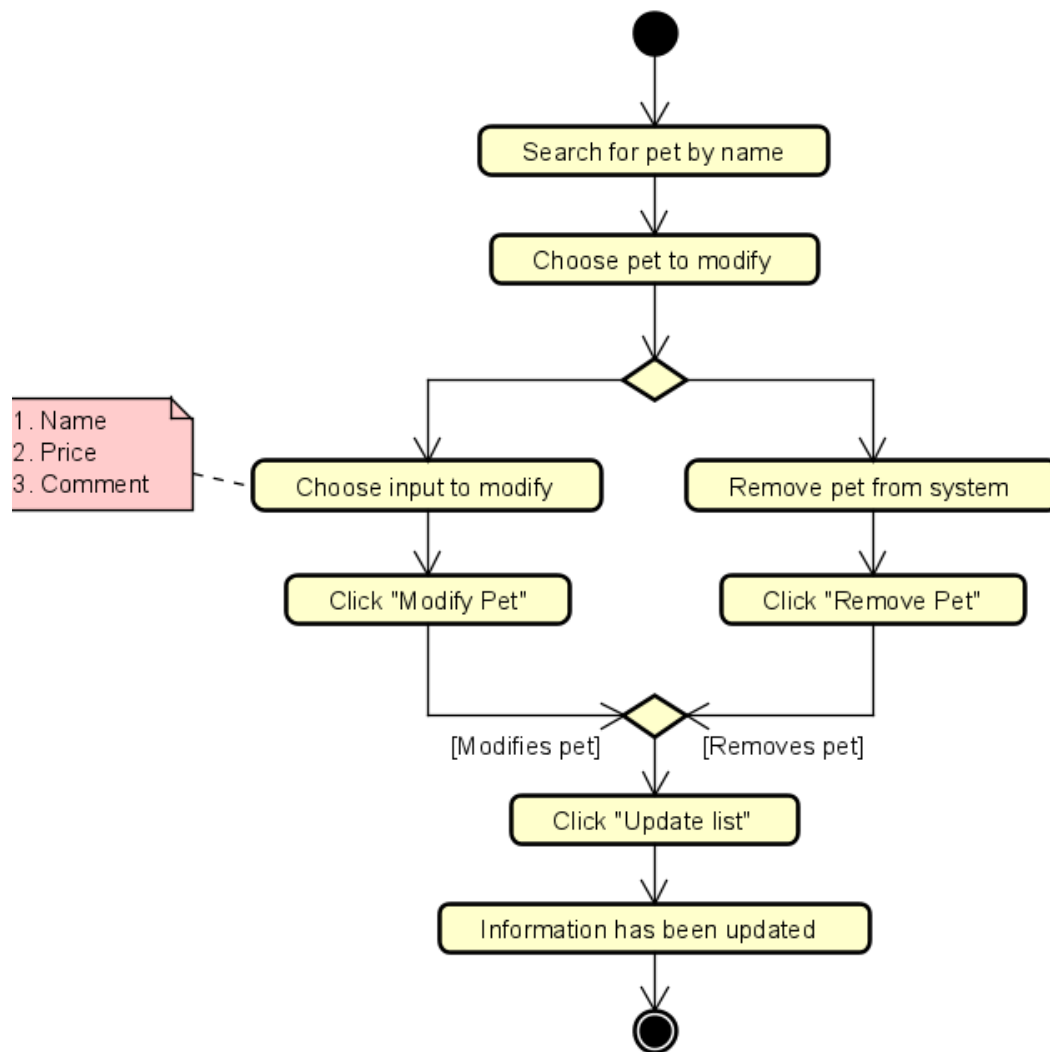 Search for pet by name
Choose pet to modify
1. Name
2. Price
3. Comment
Choose input to modify
Remove pet from system
Click "Modify Pet"
Click "Remove Pet"
[Modifies pet]
[Removes pet]
Click "Update list"
Information has been updated